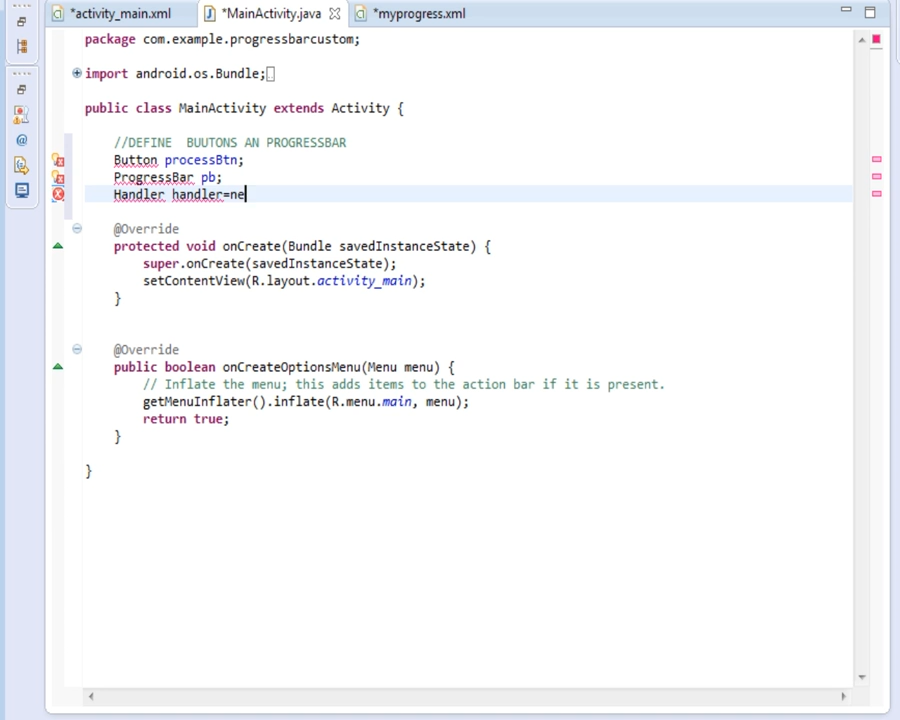 *activity_main.xml
*MainActivity.java
*myprogress.xml
package com.example.progressbarcustom;
import android.os.Bundle;
public class MainActivity extends Activity {
//DEFINE  BUUTONS AN PROGRESSBAR
Button processBtn;
ProgressBar pb;
Handler handler=ne
@Override
protected void onCreate(Bundle savedInstanceState) {
super.onCreate(savedInstanceState);
setContentView(R.layout.activity_main);
}
@Override
public boolean onCreateOptionsMenu(Menu menu) {
// Inflate the menu; this adds items to the action bar if it is present.
getMenuInflater().inflate(R.menu.main, menu);
return true;
}
}